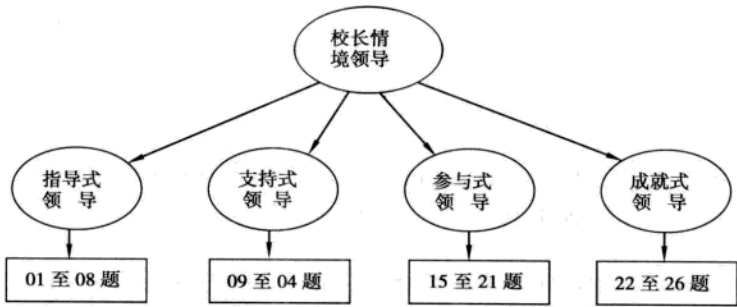 校长情
境领导
指导式
领 导
支持式
领 导
参与式
领 导
成就式
领 导
01 至 08 题
09 至 04 题
15 至 21 题
22 至 26 题